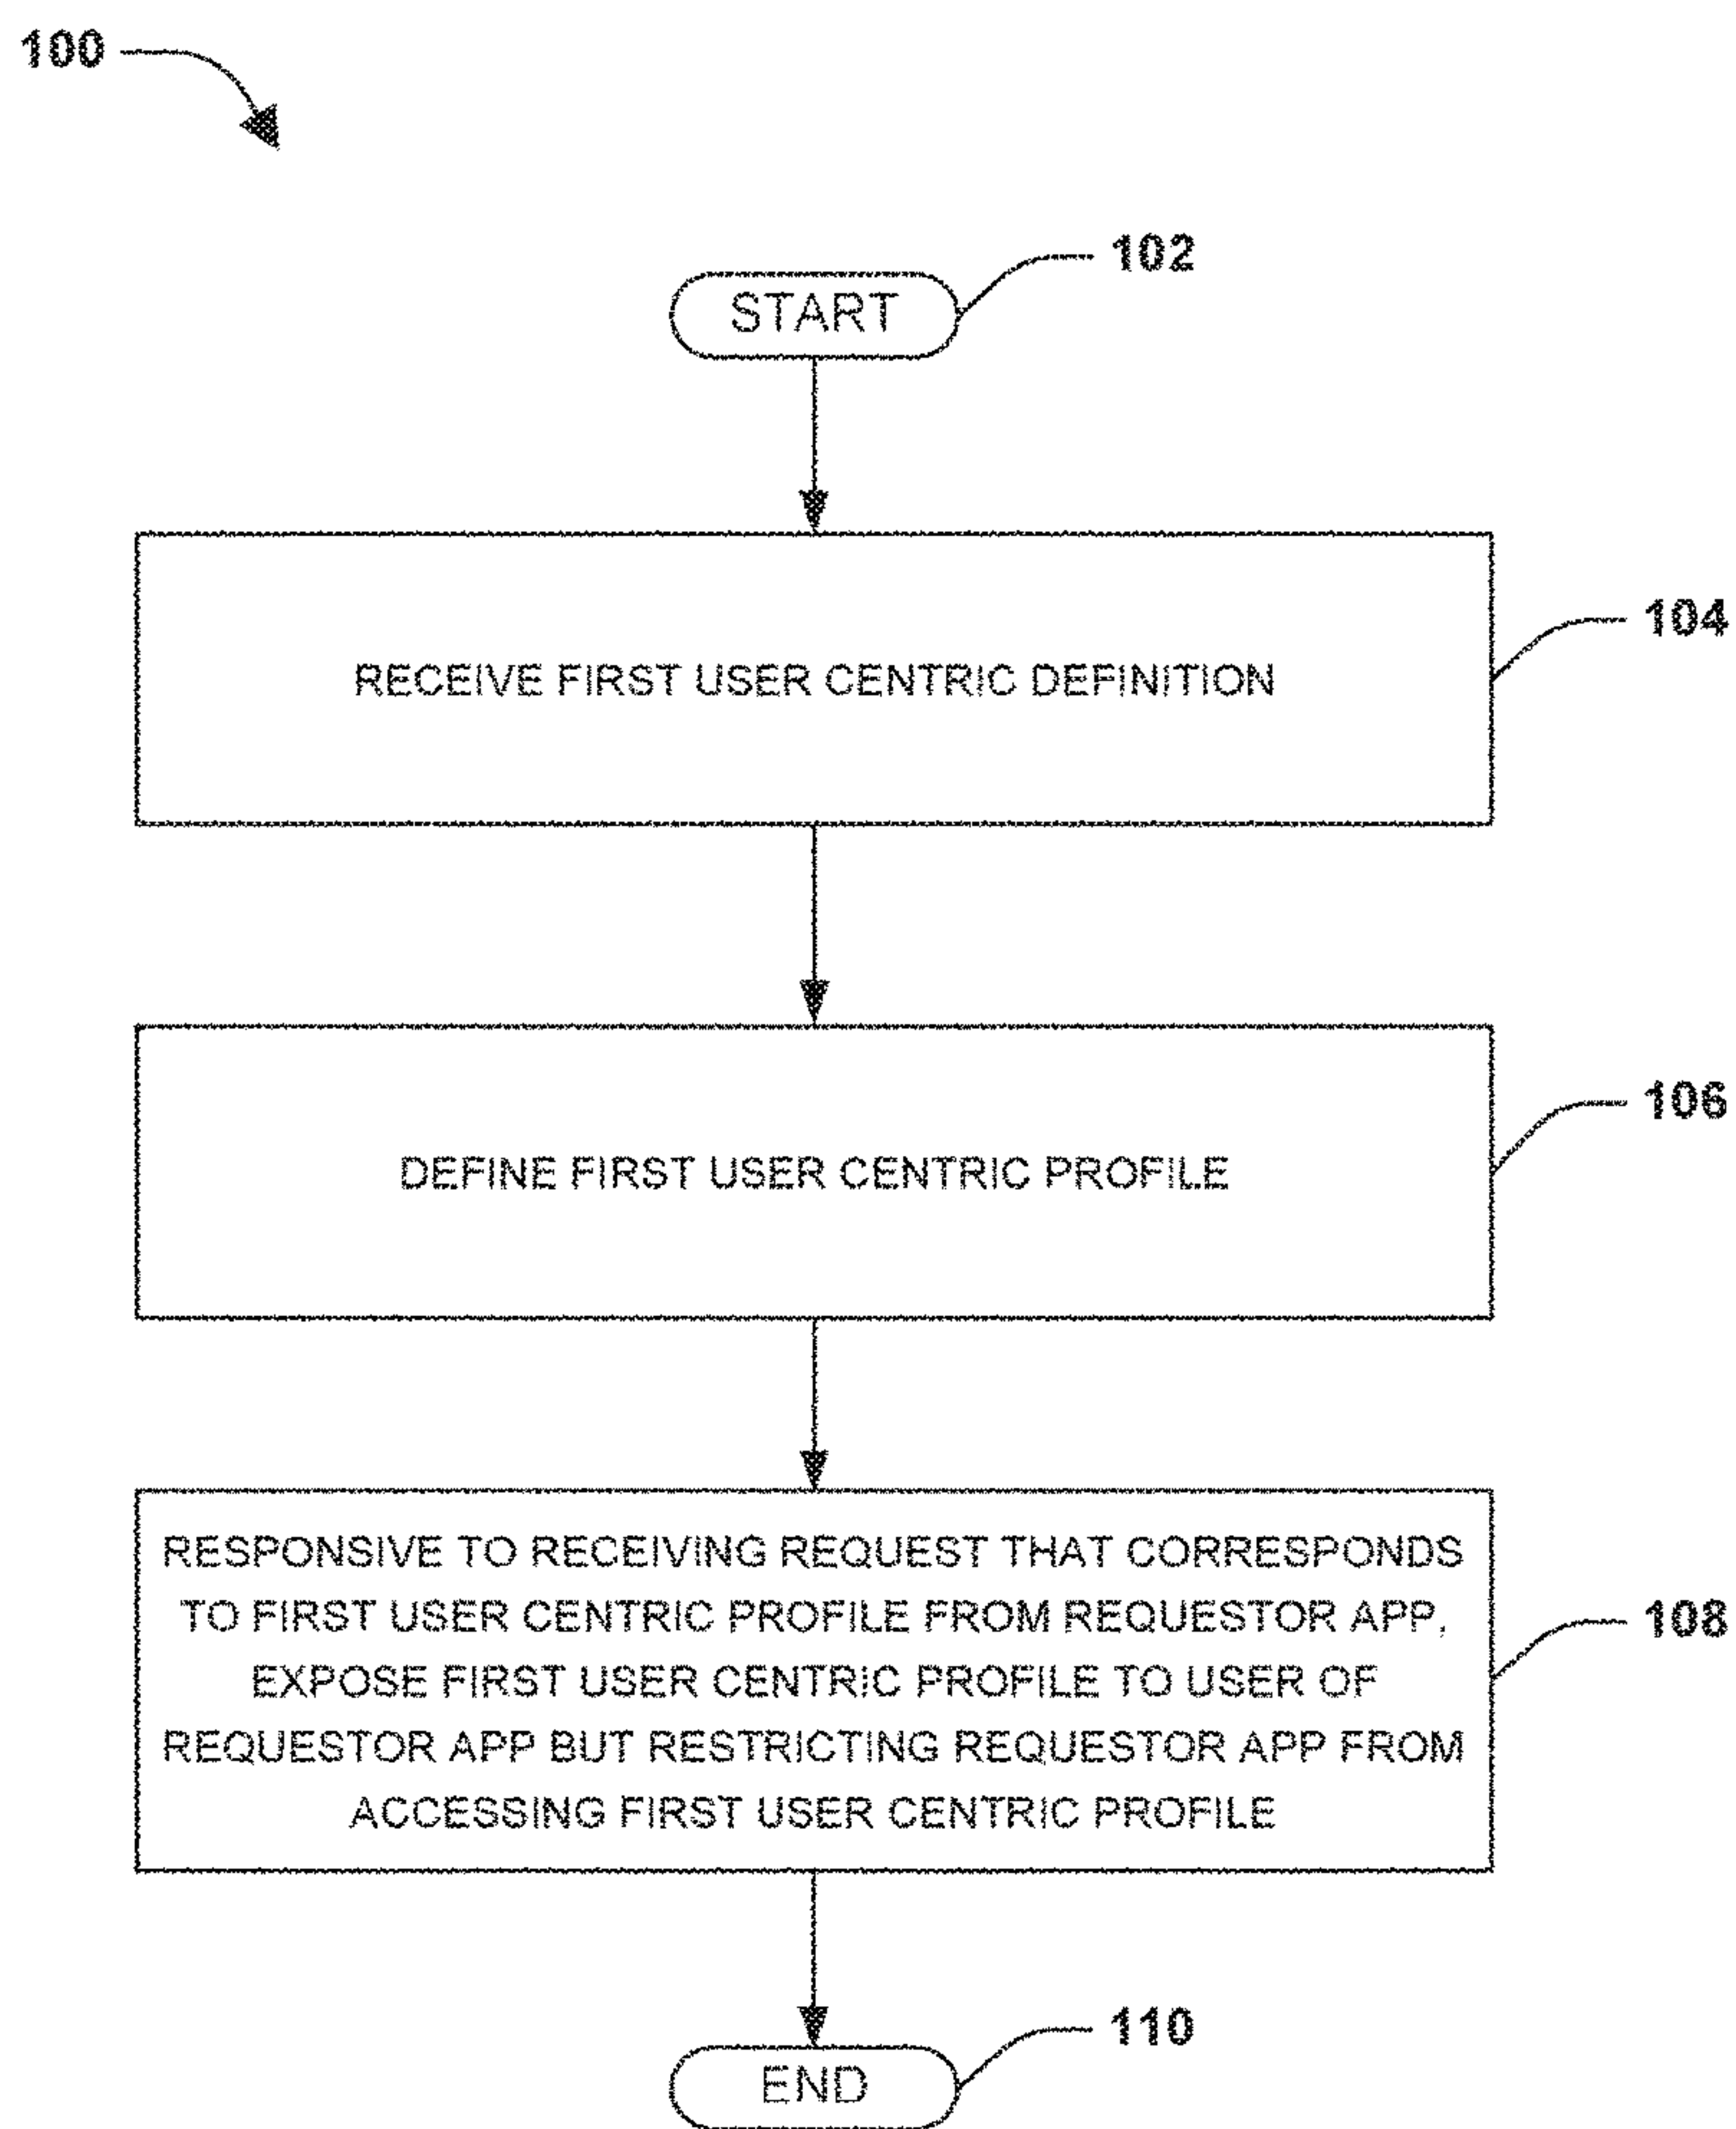 100
102
START
104
RECEIVE FIRST USER CENTRIC DEFINITION
106
DEFINE FIRST USER CENTRIC PROFILE
RESPONSIVE TO RECEIVING REQUEST THAT CORRESPONDS
TO FIRST USER CENTRIC PROFILE FROM REQUESTOR APP,
108
EXPOSE FIRST USER CENTRIC PROFILE TO USER OF
REQUESTOR APP BUT RESTRICTING REQUESTOR APP FROM
ACCESSING FIRST USER CENTRIC PROFILE
110
END